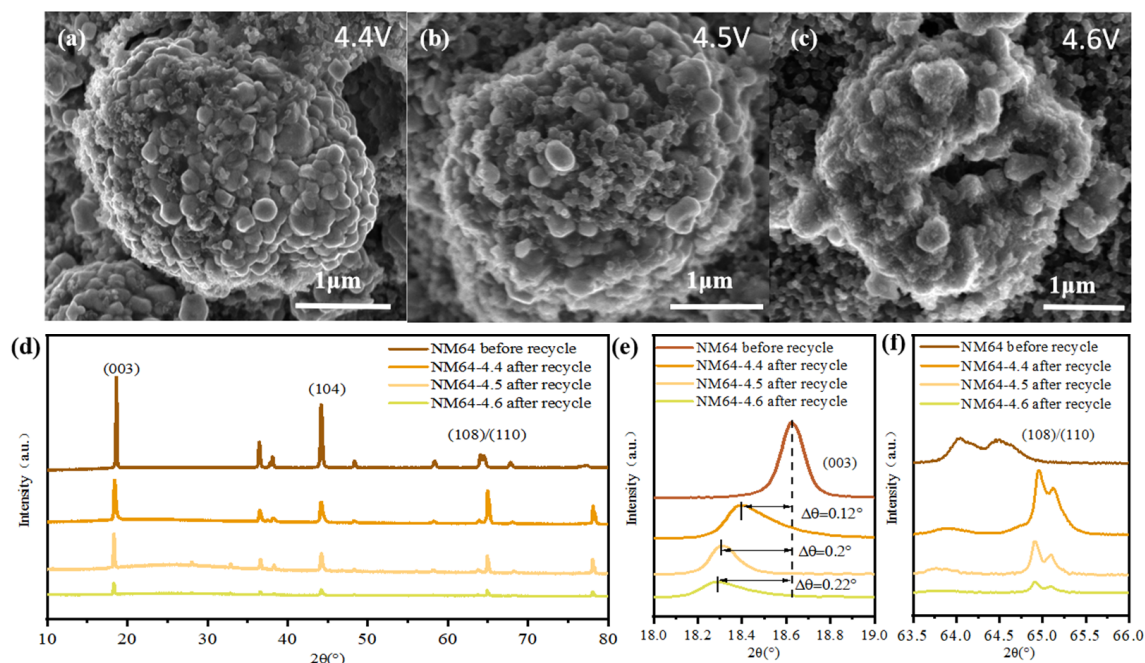 (a)
4.4V
1μm
(b)
4.5V
1μm
(c)
4.6V
1μm
(d)
NM64 before recycle
NM64-4.4 after recycle
NM64-4.5 after recycle
NM64-4.6 after recycle
(003)
(104)
(108)/(110)
Intensity (a.u.)
10
20
30
40
50
60
70
80
2θ(°)
(e)
NM64 before recycle
NM64-4.4 after recycle
NM64-4.5 after recycle
NM64-4.6 after recycle
(003)
Δθ=0.12°
Δθ=0.2°
Δθ=0.22°
Intensity (a.u.)
18.0
18.2
18.4
18.6
18.8
19.0
2θ(°)
(f)
NM64 before recycle
NM64-4.4 after recycle
NM64-4.5 after recycle
NM64-4.6 after recycle
(108)/(110)
Intensity (a.u.)
63.5
64.0
64.5
65.0
65.5
66.0
2θ(°)